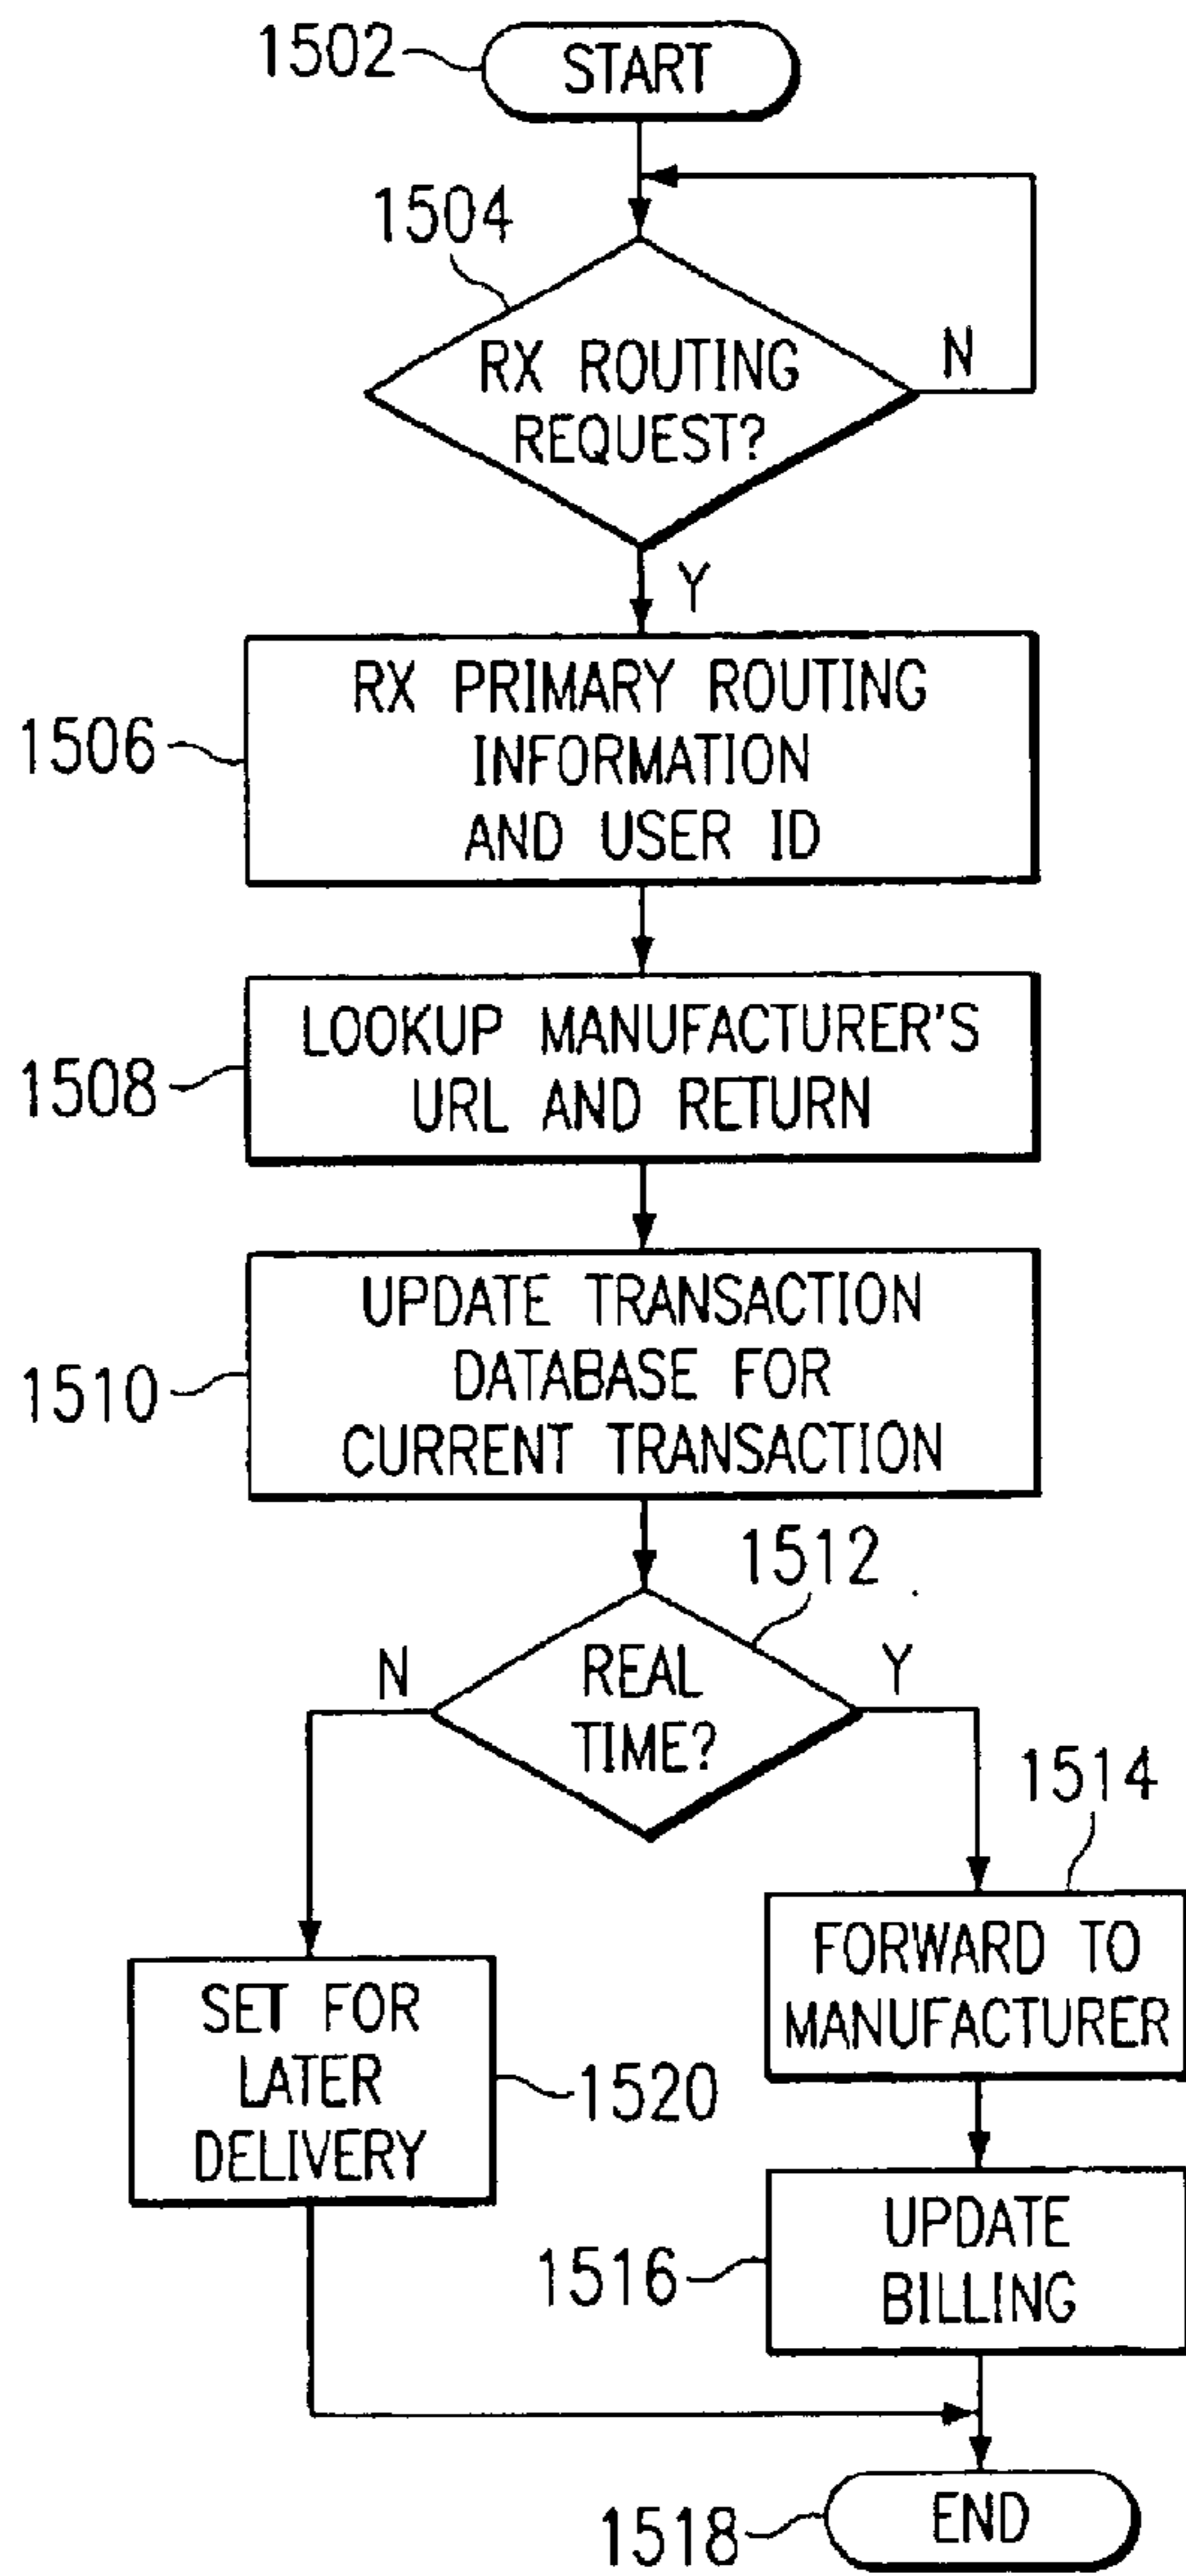 1502
START
1504
RX ROUTING
REQUEST?
N
Y
1506
RX PRIMARY ROUTING
INFORMATION
AND USER ID
1508
LOOKUP MANUFACTURER'S
URL AND RETURN
1510
UPDATE TRANSACTION
DATABASE FOR
CURRENT TRANSACTION
1512
N
REAL
TIME?
Y
1514
FORWARD TO
MANUFACTURER
SET FOR
LATER
DELIVERY
1520
1516
UPDATE
BILLING
1518
END